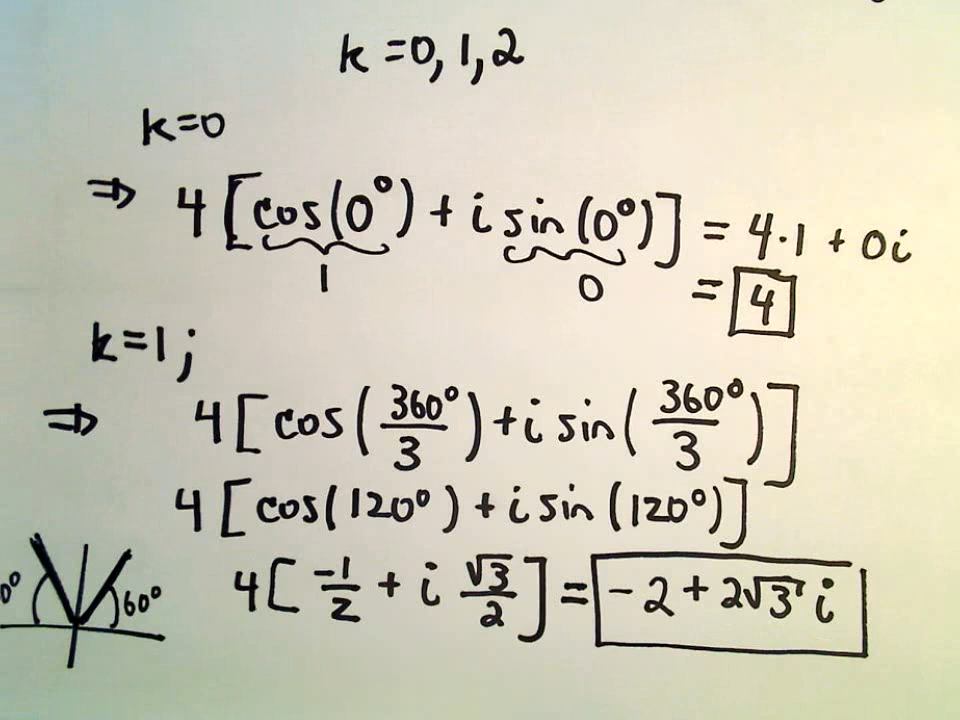 k=0, 1, 2
k=0
⇒ 4[cos(0°) + i sin(0°)] = 4·1 + 0i
1 0 = 4
k=1;
⇒ 4[cos(360°/3)+i sin(360°/3)]
4[cos(120°)+i sin(120°)]
0° 60° 4[-1/2 + i √3/2] = -2+2√3 i